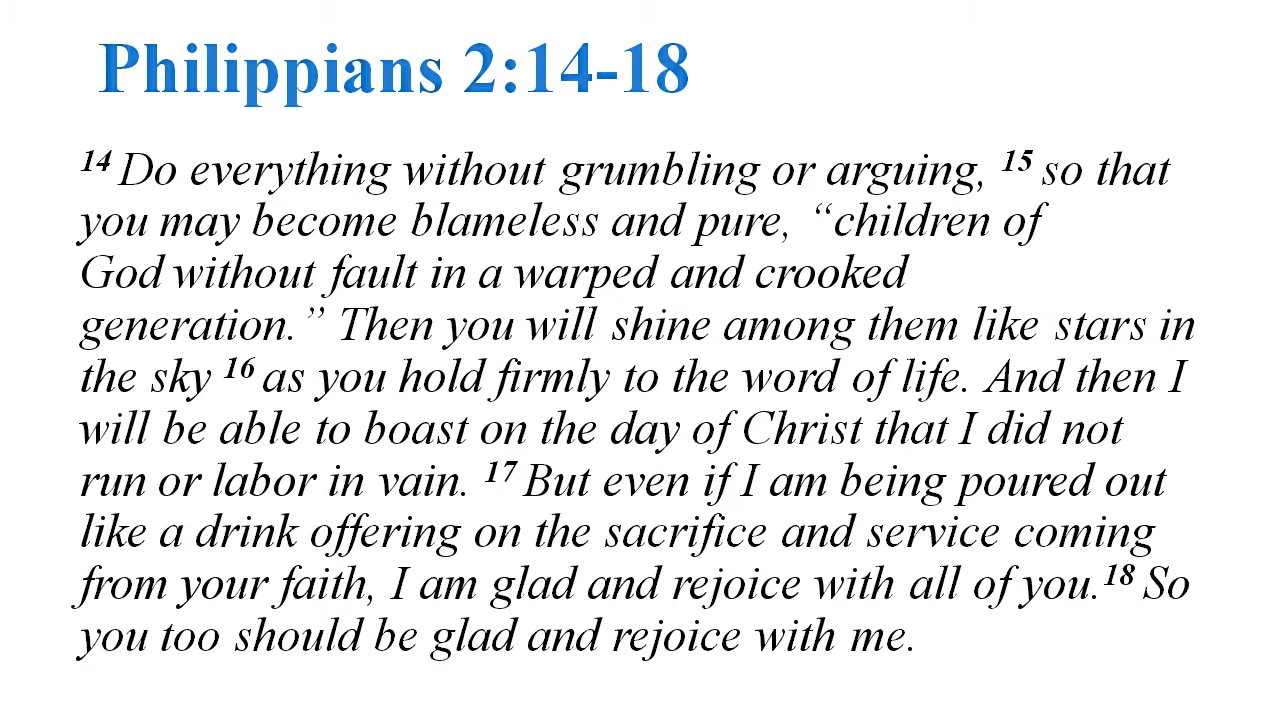 Philippians 2:14-18
14 Do everything without grumbling or arguing, 15 so that
you may become blameless and pure, “children of
God without fault in a warped and crooked
generation.” Then you will shine among them like stars in
the sky 16 as you hold firmly to the word of life. And then I
will be able to boast on the day of Christ that I did not
run or labor in vain. 17 But even if I am being poured out
like a drink offering on the sacrifice and service coming
from your faith, I am glad and rejoice with all of you.18 So
you too should be glad and rejoice with me.